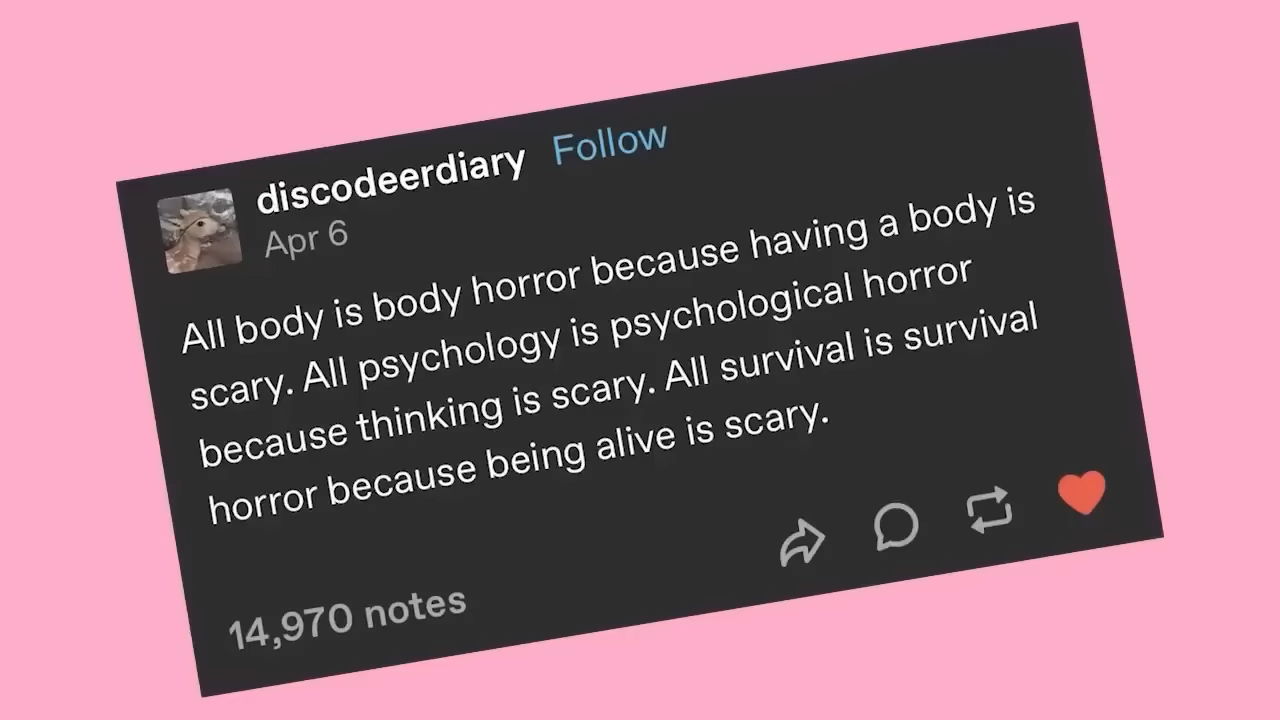 discodeerdiary Follow
Apr 6
All body is body horror because having a body is
scary. All psychology is psychological horror
because thinking is scary. All survival is survival
horror because being alive is scary.
14,970 notes